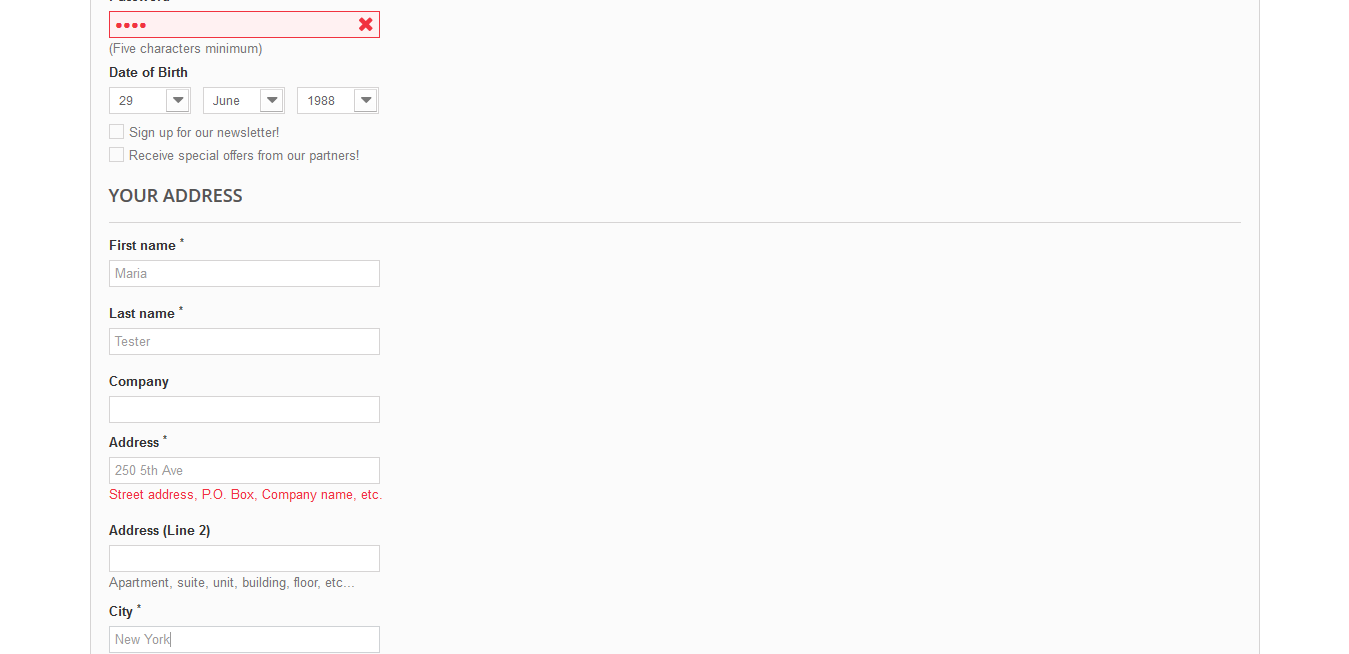 Password
••••
(Five characters minimum)
Date of Birth
29 June 1988
Sign up for our newsletter!
Receive special offers from our partners!
YOUR ADDRESS
First name *
Maria
Last name *
Tester
Company
Address *
250 5th Ave
Street address, P.O. Box, Company name, etc.
Address (Line 2)
Apartment, suite, unit, building, floor, etc...
City *
New York